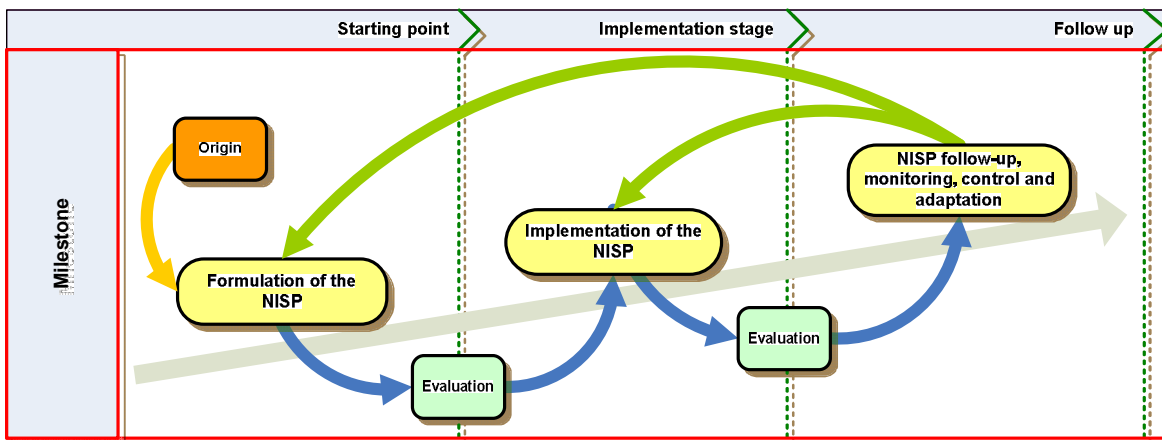 Starting point
Implementation stage
Follow up
Milestone
Origin
NISP follow-up,
monitoring, control and
adaptation
Implementation of the
NISP
Formulation of the
NISP
Evaluation
Evaluation